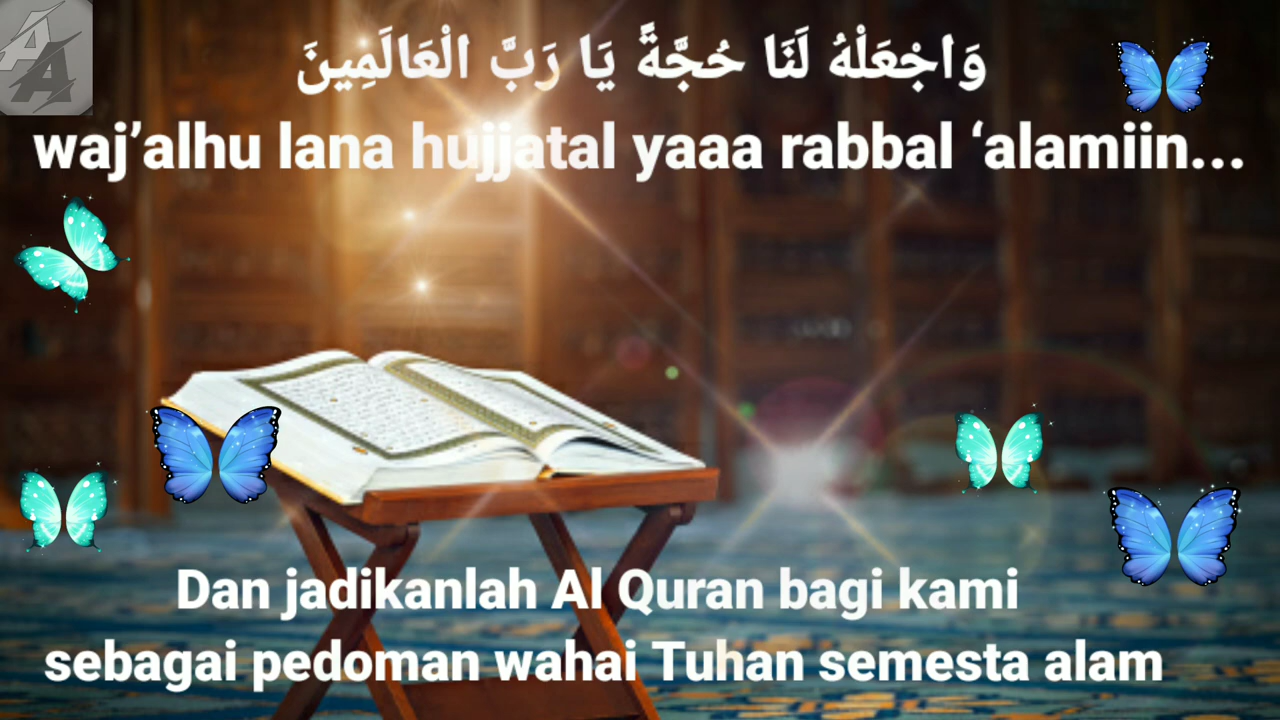 وَاجْعَلْهُ لَنَا حُجَّةً يَا رَبَّ الْعَالَمِينَ
waj’alhu lana hujjatal yaaa rabbal ‘alamiin...
Dan jadikanlah Al Quran bagi kami
sebagai pedoman wahai Tuhan semesta alam